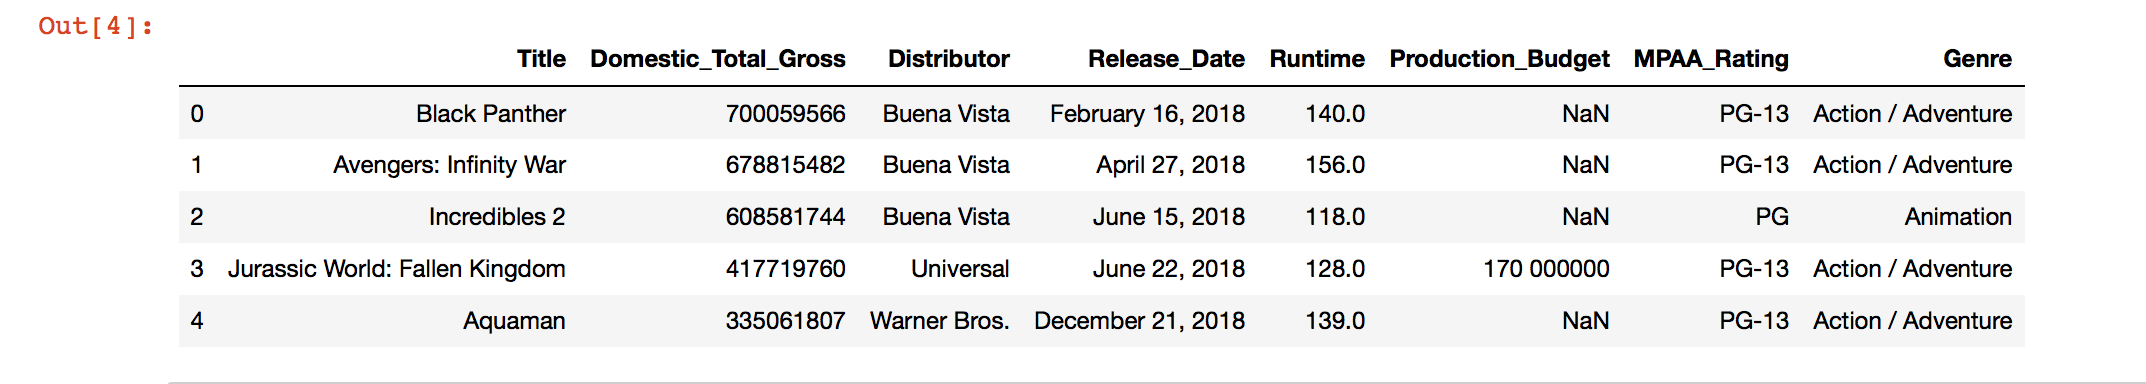 Out[4]:
Title Domestic_Total_Gross Distributor Release_Date Runtime Production_Budget MPAA_Rating Genre
0 Black Panther 700059566 Buena Vista February 16, 2018 140.0 NaN PG-13 Action / Adventure
1 Avengers: Infinity War 678815482 Buena Vista April 27, 2018 156.0 NaN PG-13 Action / Adventure
2 Incredibles 2 608581744 Buena Vista June 15, 2018 118.0 NaN PG Animation
3 Jurassic World: Fallen Kingdom 417719760 Universal June 22, 2018 128.0 170 000000 PG-13 Action / Adventure
4 Aquaman 335061807 Warner Bros. December 21, 2018 139.0 NaN PG-13 Action / Adventure